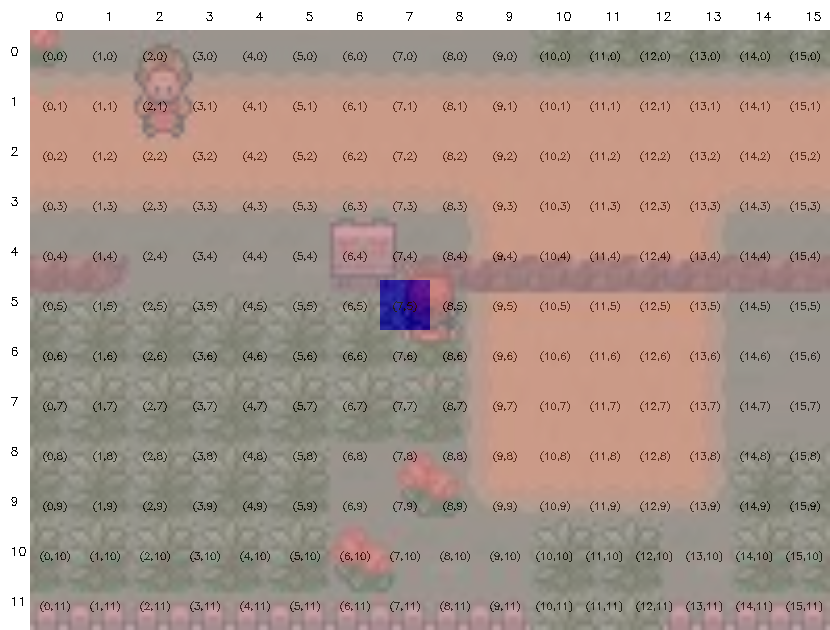 0 1 2 3 4 5 6 7 8 9 10 11 12 13 14 15
0 (0,0) (1,0) (2,0) (3,0) (4,0) (5,0) (6,0) (7,0) (8,0) (9,0) (10,0) (11,0) (12,0) (13,0) (14,0) (15,0)
1 (0,1) (1,1) (2,1) (3,1) (4,1) (5,1) (6,1) (7,1) (8,1) (9,1) (10,1) (11,1) (12,1) (13,1) (14,1) (15,1)
2 (0,2) (1,2) (2,2) (3,2) (4,2) (5,2) (6,2) (7,2) (8,2) (9,2) (10,2) (11,2) (12,2) (13,2) (14,2) (15,2)
3 (0,3) (1,3) (2,3) (3,3) (4,3) (5,3) (6,3) (7,3) (8,3) (9,3) (10,3) (11,3) (12,3) (13,3) (14,3) (15,3)
4 (0,4) (1,4) (2,4) (3,4) (4,4) (5,4) (6,4) (7,4) (8,4) (9,4) (10,4) (11,4) (12,4) (13,4) (14,4) (15,4)
5 (0,5) (1,5) (2,5) (3,5) (4,5) (5,5) (6,5) (7,5) (8,5) (9,5) (10,5) (11,5) (12,5) (13,5) (14,5) (15,5)
6 (0,6) (1,6) (2,6) (3,6) (4,6) (5,6) (6,6) (7,6) (8,6) (9,6) (10,6) (11,6) (12,6) (13,6) (14,6) (15,6)
7 (0,7) (1,7) (2,7) (3,7) (4,7) (5,7) (6,7) (7,7) (8,7) (9,7) (10,7) (11,7) (12,7) (13,7) (14,7) (15,7)
8 (0,8) (1,8) (2,8) (3,8) (4,8) (5,8) (6,8) (7,8) (8,8) (9,8) (10,8) (11,8) (12,8) (13,8) (14,8) (15,8)
9 (0,9) (1,9) (2,9) (3,9) (4,9) (5,9) (6,9) (7,9) (8,9) (9,9) (10,9) (11,9) (12,9) (13,9) (14,9) (15,9)
10 (0,10) (1,10) (2,10) (3,10) (4,10) (5,10) (6,10) (7,10) (8,10) (9,10) (10,10) (11,10) (12,10) (13,10) (14,10) (15,10)
11 (0,11) (1,11) (2,11) (3,11) (4,11) (5,11) (6,11) (7,11) (8,11) (9,11) (10,11) (11,11) (12,11) (13,11) (14,11) (15,11)